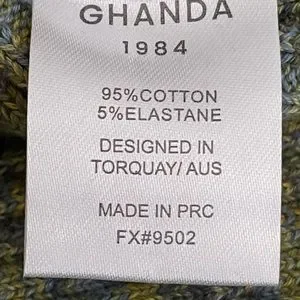 GHANDA
1984
95%COTTON
5%ELASTANE
DESIGNED IN
TORQUAY/ AUS
MADE IN PRC
FX#9502